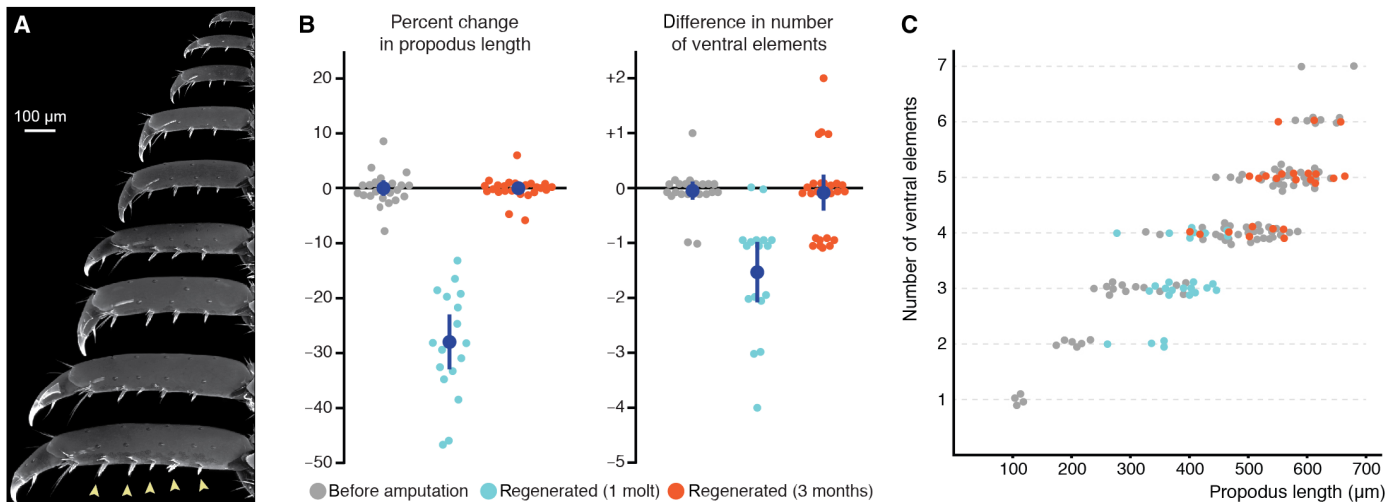 A
100 µm
B
Percent change
in propodus length
20
10
0
−10
−20
−30
−40
−50
Difference in number
of ventral elements
+2
+1
0
−1
−2
−3
−4
−5
Before amputation
Regenerated (1 molt)
Regenerated (3 months)
C
Number of ventral elements
7
6
5
4
3
2
1
100 200 300 400 500 600 700
Propodus length (µm)